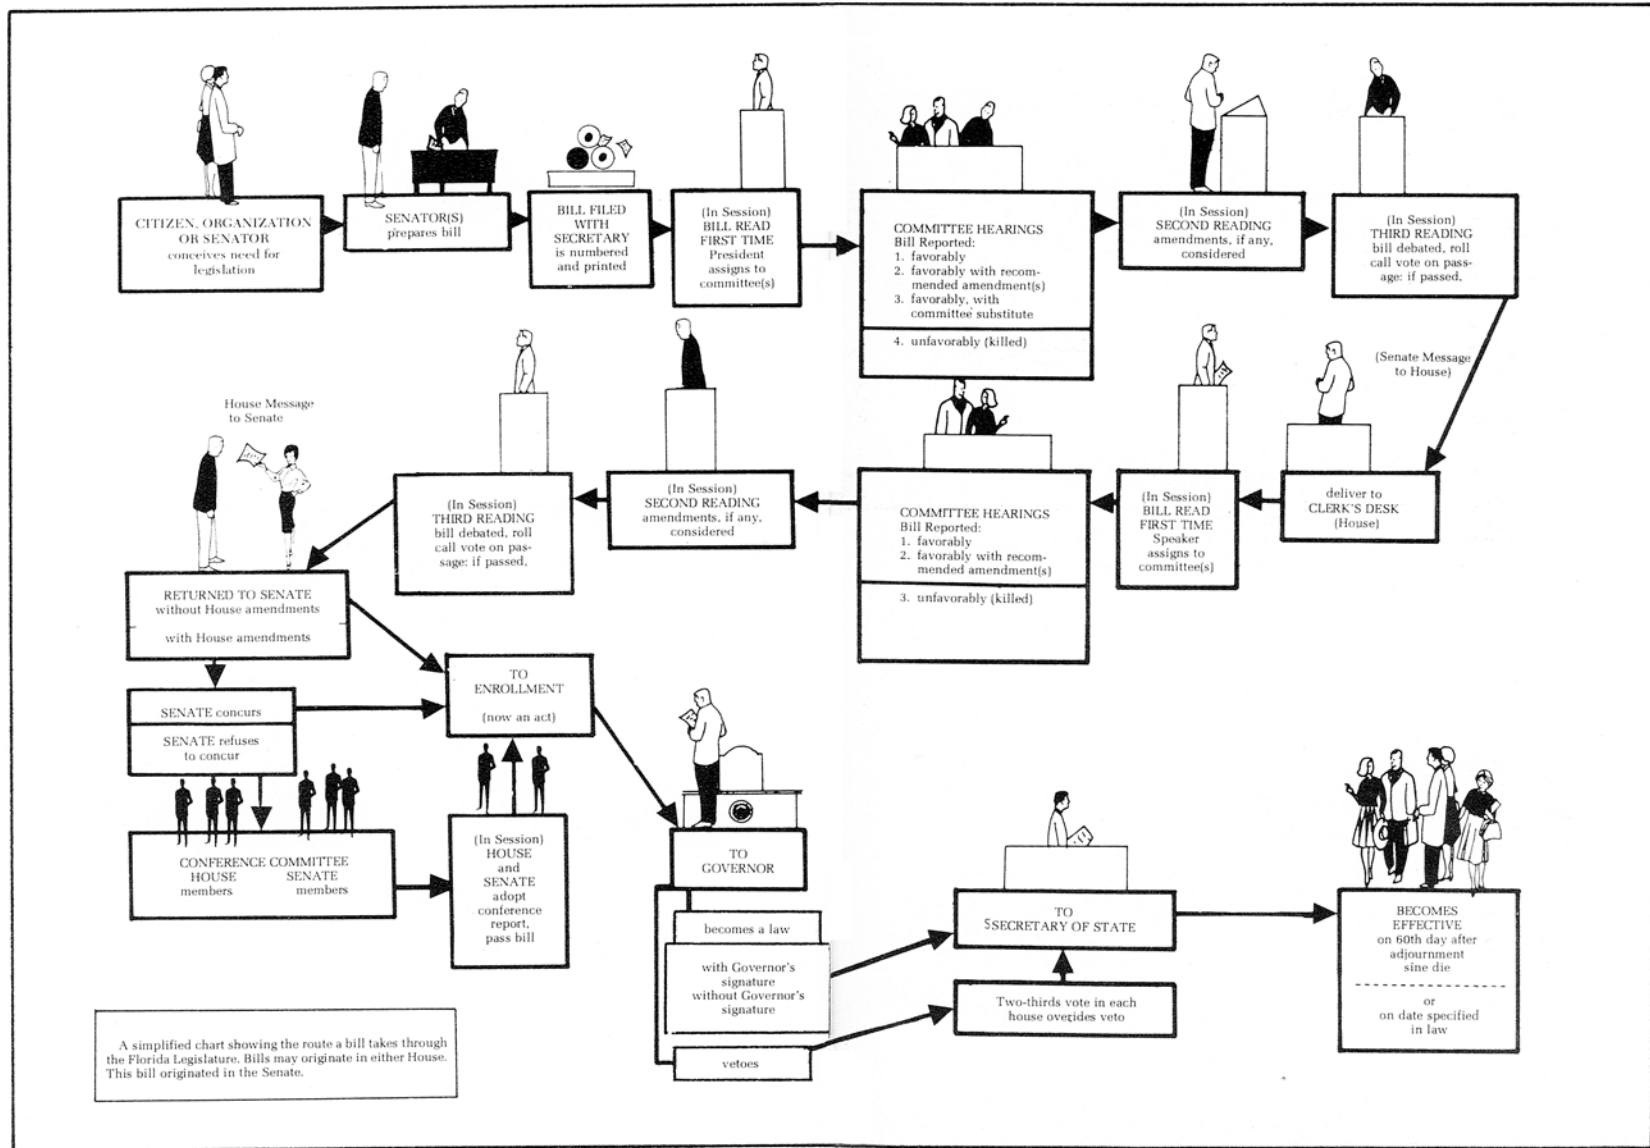 CITIZEN, ORGANIZATION
OR SENATOR
conceives need for
legislation
SENATOR(S)
prepares bill
BILL FILED
WITH
SECRETARY
is numbered
and printed
(In Session)
BILL READ
FIRST TIME
President
assigns to
committee(s)
COMMITTEE HEARINGS
Bill Reported:
1. favorably
2. favorably with recom-
mended amendment(s)
3. favorably, with
committee substitute
4. unfavorably (killed)
(In Session)
SECOND READING
amendments, if any,
considered
(In Session)
THIRD READING
bill debated, roll
call vote on pass-
age: if passed,
(Senate Message
to House)
deliver to
CLERK'S DESK
(House)
(In Session)
BILL READ
FIRST TIME
Speaker
assigns to
committee(s)
COMMITTEE HEARINGS
Bill Reported:
1. favorably
2. favorably with recom-
mended amendment(s)
3. unfavorably (killed)
(In Session)
SECOND READING
amendments, if any,
considered
(In Session)
THIRD READING
bill debated, roll
call vote on pas-
sage: if passed,
House Message
to Senate
RETURNED TO SENATE
without House amendments
with House amendments
SENATE concurs
SENATE refuses
to concur
CONFERENCE COMMITTEE
HOUSE SENATE
members members
(In Session)
HOUSE
and
SENATE
adopt
conference
report,
pass bill
TO
ENROLLMENT
(now an act)
TO
GOVERNOR
becomes a law
with Governor's
signature
without Governor's
signature
vetoes
TO
SSECRETARY OF STATE
Two-thirds vote in each
house overides veto
BECOMES
EFFECTIVE
on 60th day after
adjournment
sine die
or
on date specified
in law
A simplified chart showing the route a bill takes through
the Florida Legislature. Bills may originate in either House.
This bill originated in the Senate.